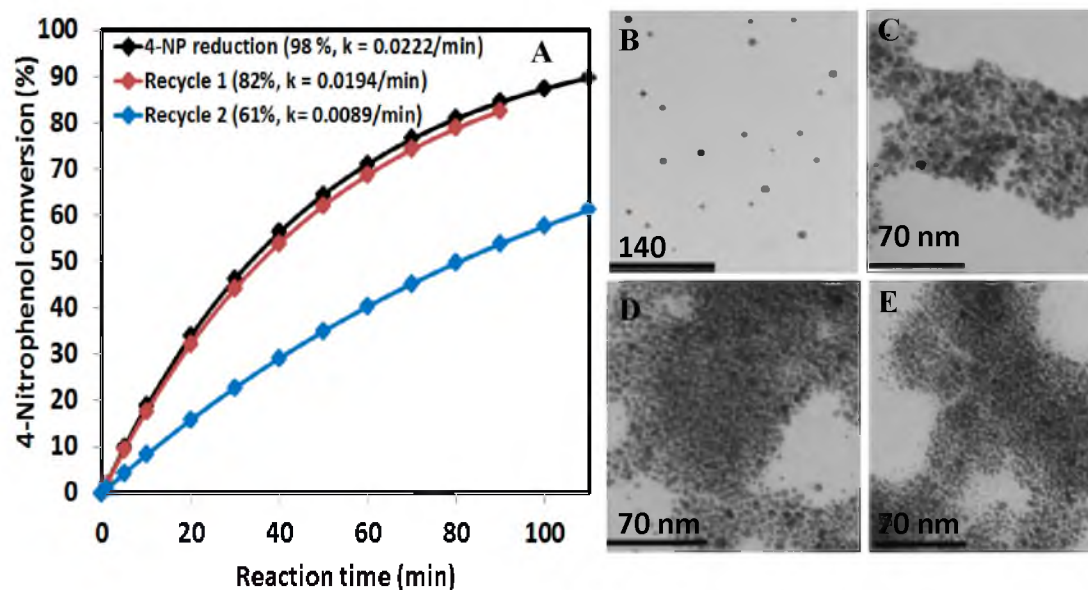 A
4-NP reduction (98 %, k = 0.0222/min)
Recycle 1 (82%, k = 0.0194/min)
Recycle 2 (61%, k= 0.0089/min)
4-Nitrophenol comversion (%)
100
90
80
70
60
50
40
30
20
10
0
0
20
40
60
80
100
Reaction time (min)
B
140
C
70 nm
D
70 nm
E
70 nm